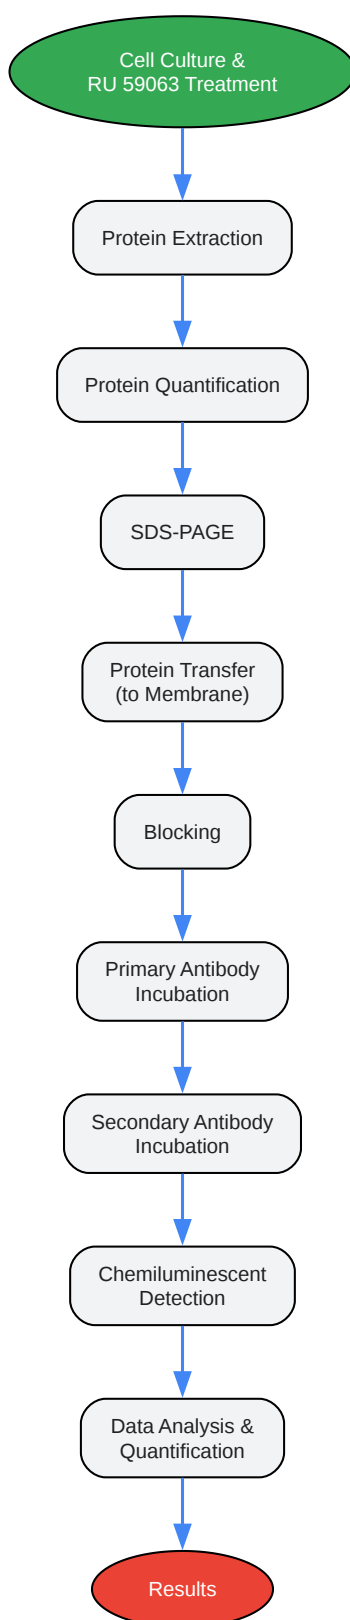 Cell Culture &
RU 59063 Treatment
Protein Extraction
Protein Quantification
SDS-PAGE
Protein Transfer
(to Membrane)
Blocking
Primary Antibody
Incubation
Secondary Antibody
Incubation
Chemiluminescent
Detection
Data Analysis &
Quantification
Results